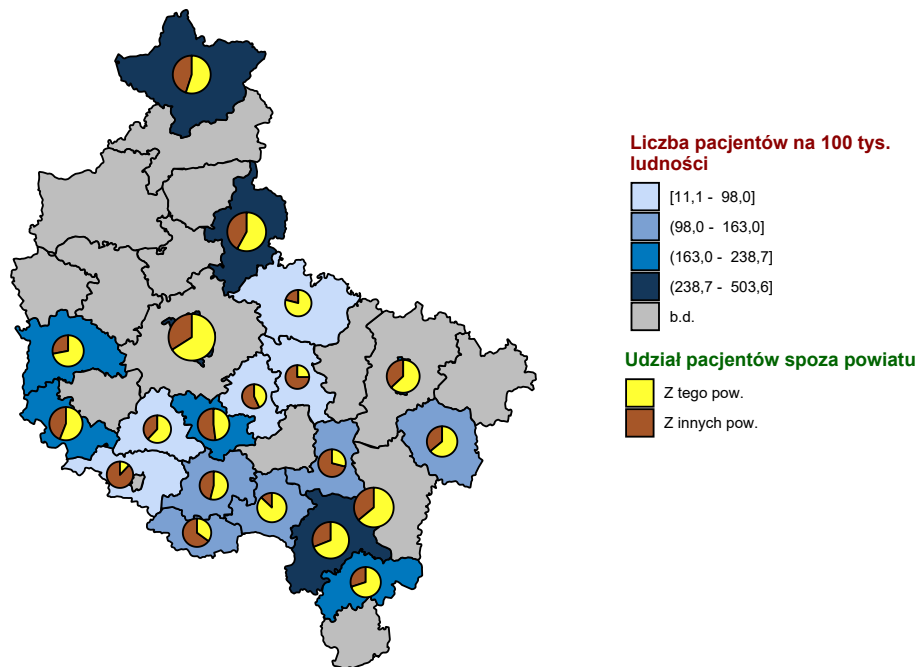 Liczba pacjentów na 100 tys.
ludności
[11,1 - 98,0]
(98,0 - 163,0]
(163,0 - 238,7]
(238,7 - 503,6]
b.d.
Udział pacjentów spoza powiatu
Z tego pow.
Z innych pow.